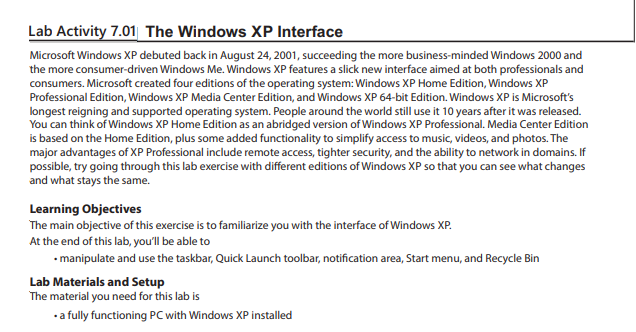 Lab Activity 7.01 The Windows XP Interface
Microsoft Windows XP debuted back in August 24, 2001, succeeding the more business-minded Windows 2000 and
the more consumer-driven Windows Me. Windows XP features a slick new interface aimed at both professionals and
consumers. Microsoft created four editions of the operating system: Windows XP Home Edition, Windows XP
Professional Edition, Windows XP Media Center Edition, and Windows XP 64-bit Edition. Windows XP is Microsoft's
longest reigning and supported operating system. People around the world still use it 10 years after it was released.
You can think of Windows XP Home Edition as an abridged version of Windows XP Professional. Media Center Edition
is based on the Home Edition, plus some added functionality to simplify access to music, videos, and photos. The
major advantages of XP Professional include remote access, tighter security, and the ability to network in domains. If
possible, try going through this lab exercise with different editions of Windows XP so that you can see what changes
and what stays the same.
Learning Objectives
The main objective of this exercise is to familiarize you with the interface of Windows XP.
At the end of this lab, you'll be able to
• manipulate and use the taskbar, Quick Launch toolbar, notification area, Start menu, and Recycle Bin
Lab Materials and Setup
The material you need for this lab is
• a fully functioning PC with Windows XP installed